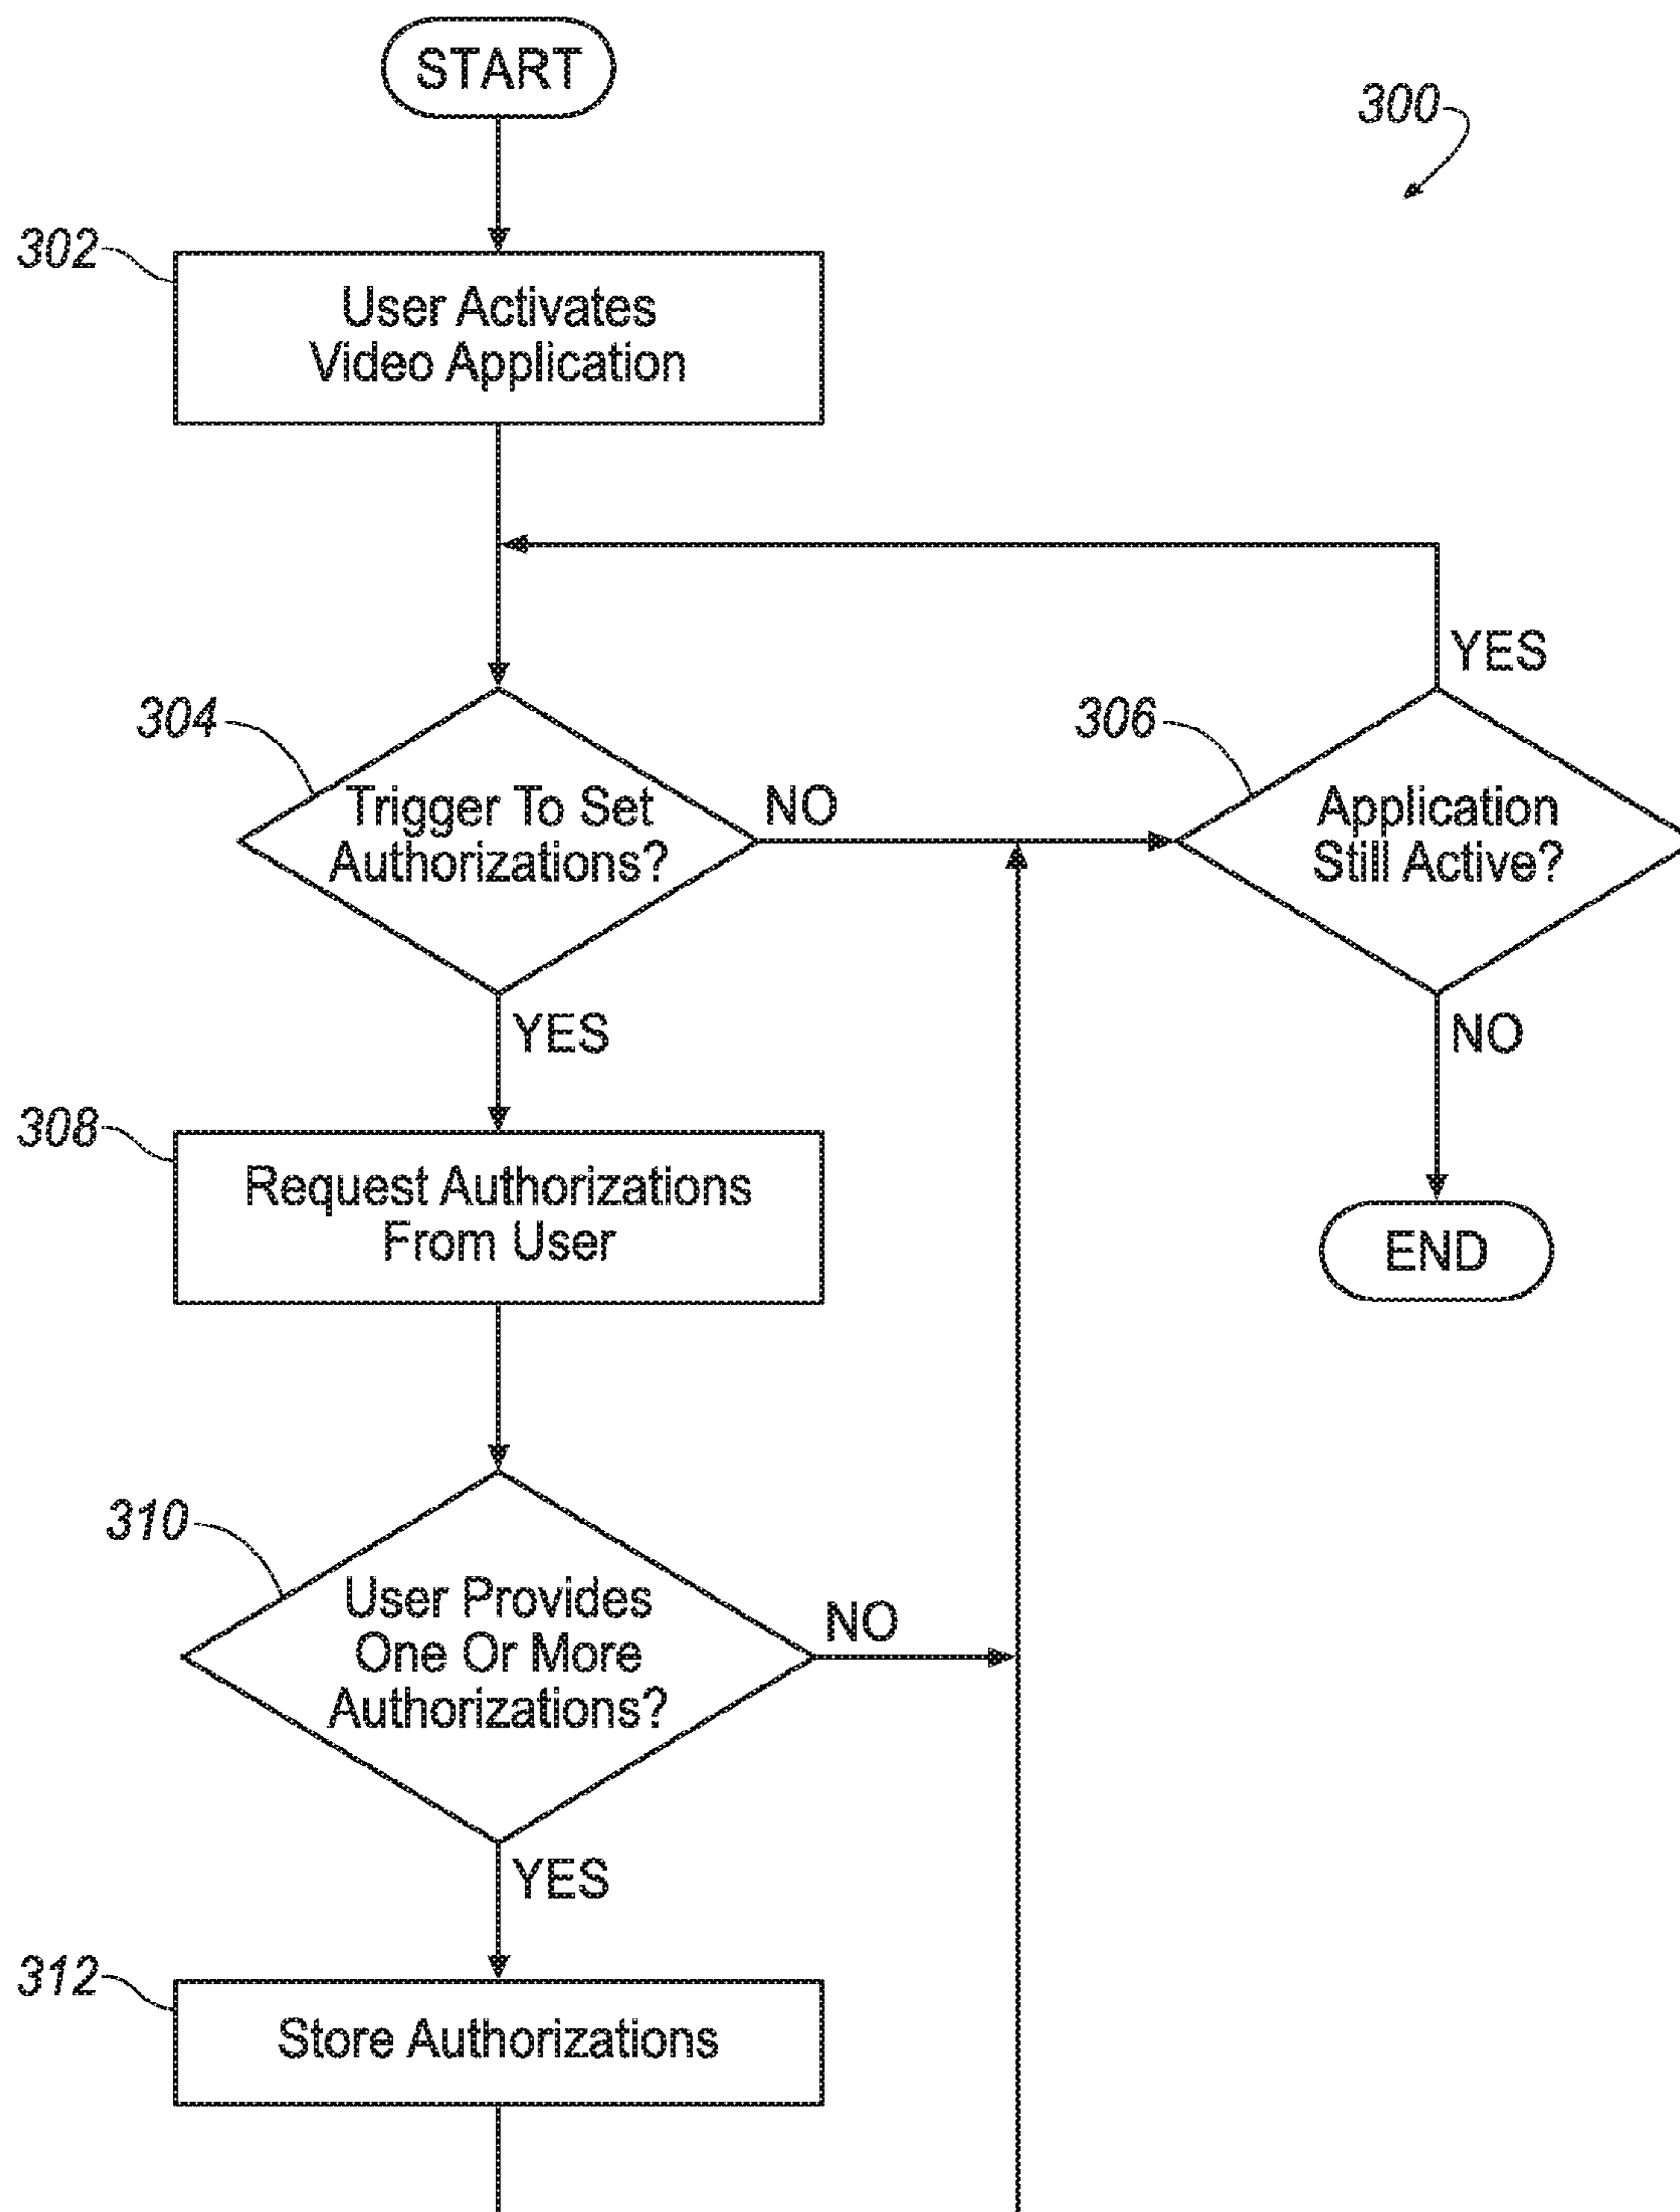 START
300
302
User Activates
Video Application
YES
304
306
Trigger To Set
Authorizations?
NO
Application
Still Active?
YES
NO
308
Request Authorizations
From User
END
310
User Provides
One Or More
Authorizations?
NO
YES
312
Store Authorizations